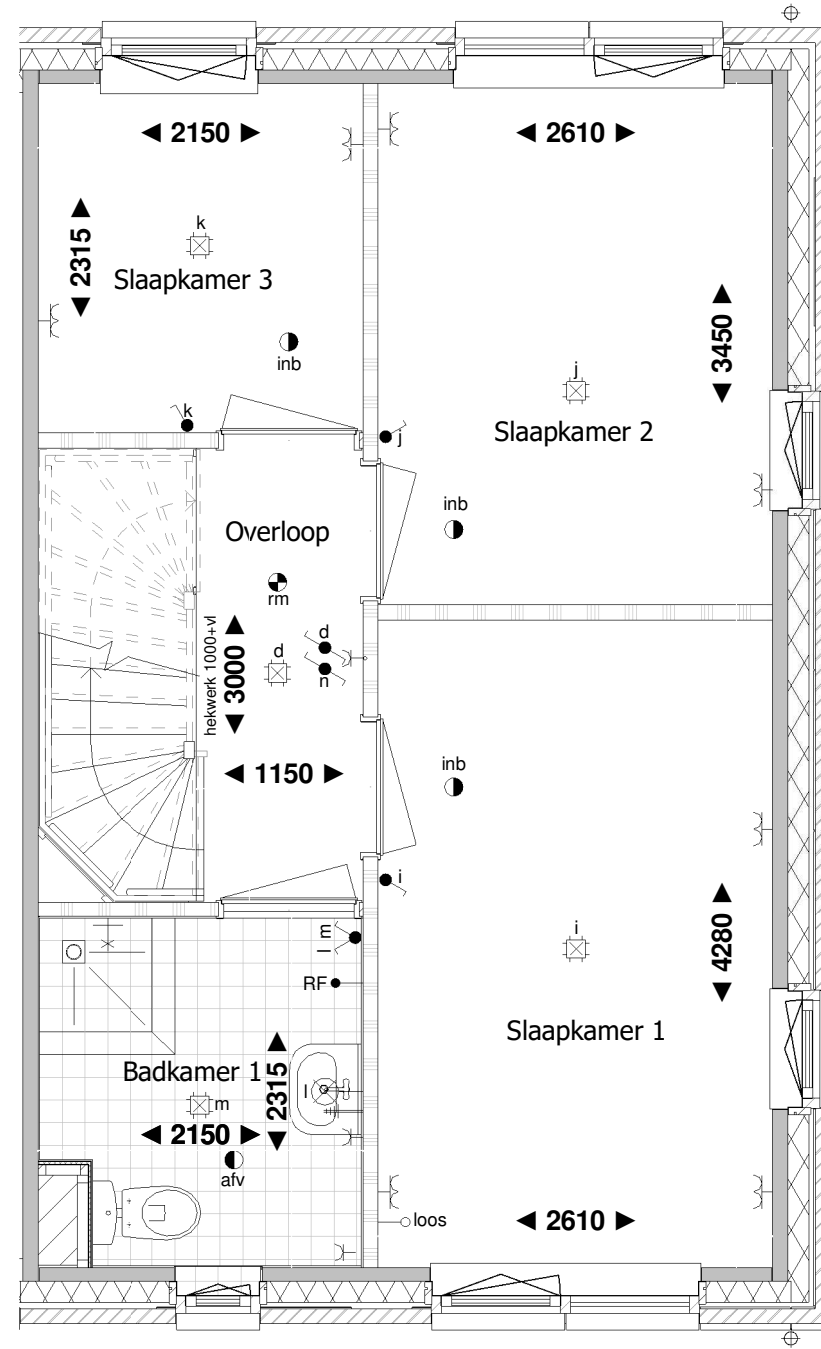 2150
2610
k
2315
Slaapkamer 3
3450
inb
j
k
j
Slaapkamer 2
inb
Overloop
rm
hekwerk 1000+vl
3000
d
d
n
1150
inb
i
l m
i
4280
RF
Slaapkamer 1
Badkamer 1
2315
l
m
2150
afv
loos
2610